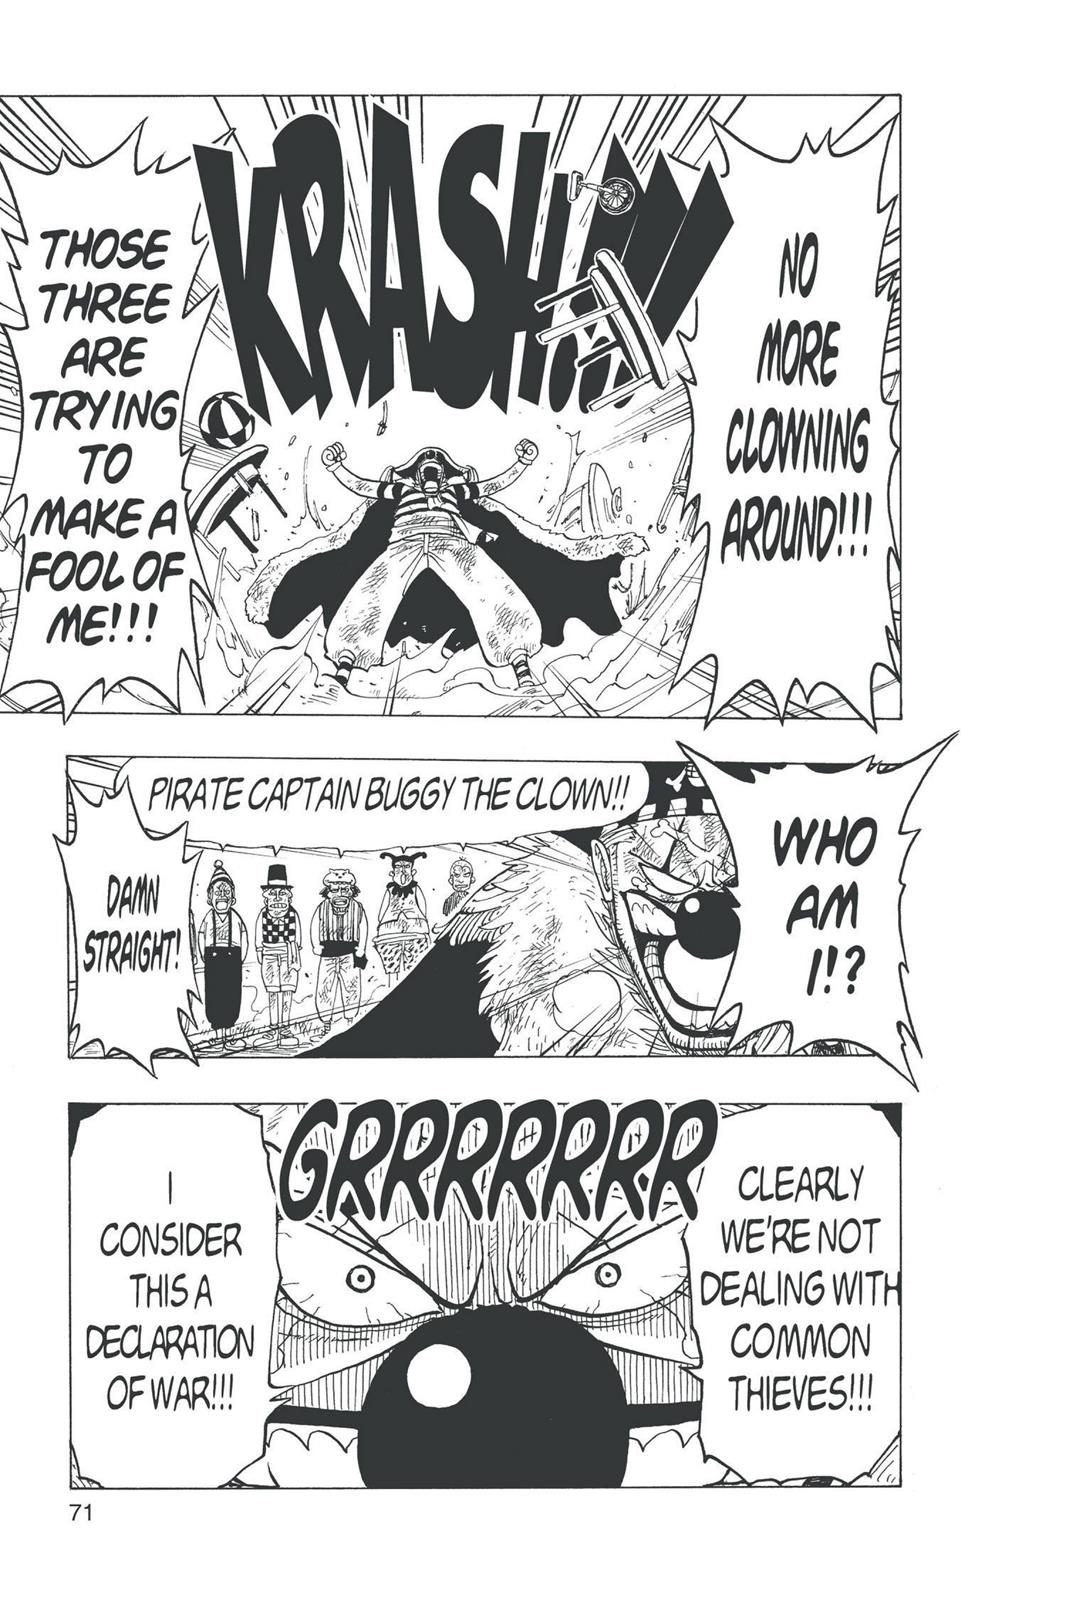 NO
MORE
CLOWNING
AROUND!!!
KRASH!!!
THOSE
THREE
ARE
TRYING
TO
MAKE A
FOOL OF
ME!!!
WHO
AM
I!?
PIRATE CAPTAIN BUGGY THE CLOWN!!
DAMN
STRAIGHT!
CLEARLY
WE'RE NOT
DEALING WITH
COMMON
THIEVES!!!
GRRRRRRR
I
CONSIDER
THIS A
DECLARATION
OF WAR!!!
71